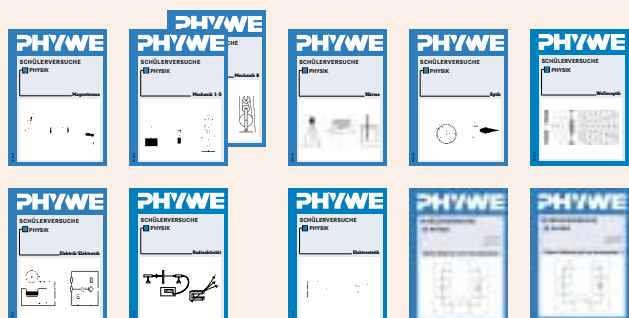 PHYWE
SCHÜLERVERSUCHE
PHYSIK
Magnetismus
PHYWE
SCHÜLERVERSUCHE
PHYSIK
Mechanik 1-5
Mechanik 6
PHYWE
SCHÜLERVERSUCHE
PHYSIK
Wärme
PHYWE
SCHÜLERVERSUCHE
PHYSIK
Optik
PHYWE
SCHÜLERVERSUCHE
PHYSIK
Wellenoptik
PHYWE
SCHÜLERVERSUCHE
PHYSIK
Elektrik/Elektronik
PHYWE
SCHÜLERVERSUCHE
PHYSIK
Radioaktivität
PHYWE
SCHÜLERVERSUCHE
PHYSIK
Elektrostatik
PHYWE
PHYWE